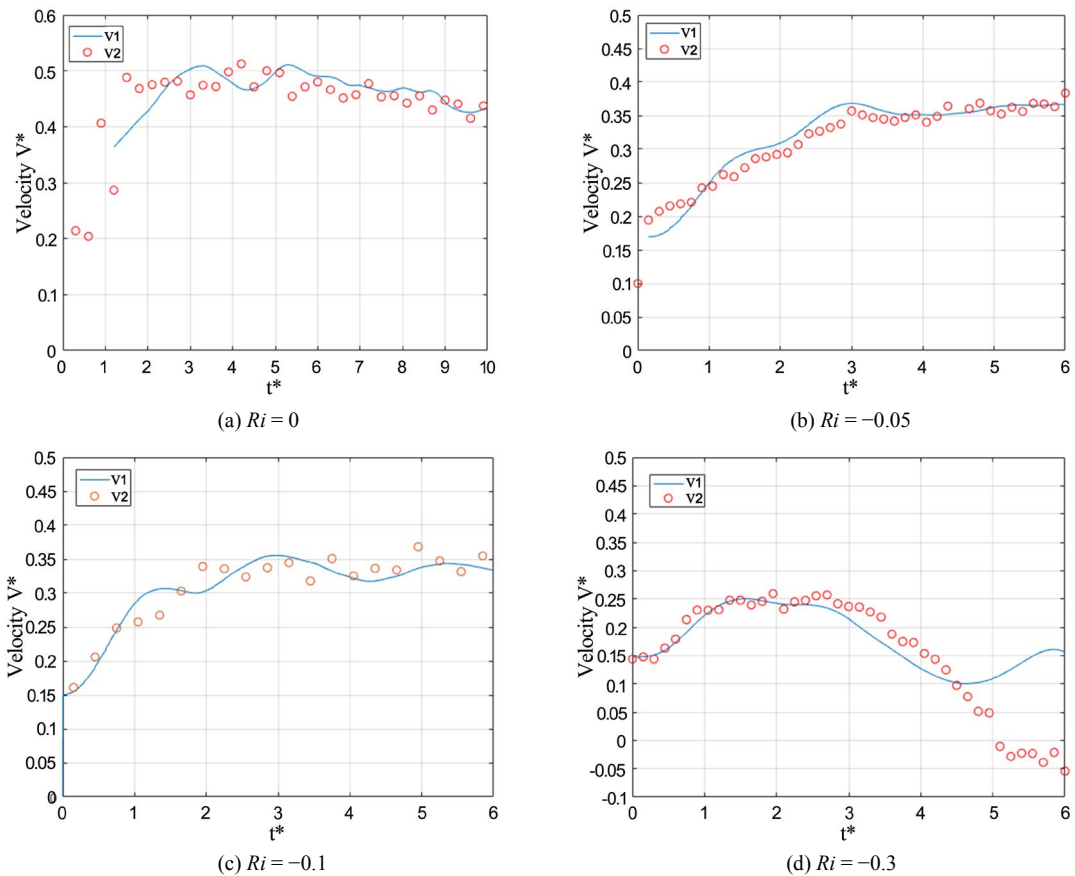 0.6
V1
V2
0.5
0.4
Velocity V*
0.3
0.2
0.1
0
0 1 2 3 4 5 6 7 8 9 10
t*
(a) Ri = 0
0.5
V1
0.45
V2
0.4
0.35
0.3
Velocity V*
0.25
0.2
0.15
0.1
0.05
0
0 1 2 3 4 5 6
t*
(b) Ri = −0.05
0.5
V1
0.45
V2
0.4
0.35
0.3
Velocity V*
0.25
0.2
0.15
0.1
0.05
0
0 1 2 3 4 5 6
t*
(c) Ri = −0.1
0.5
V1
0.45
V2
0.4
0.35
0.3
Velocity V*
0.25
0.20
0.15
0.1
0.05
0
-0.05
-0.1
0 1 2 3 4 5 6
t*
(d) Ri = −0.3